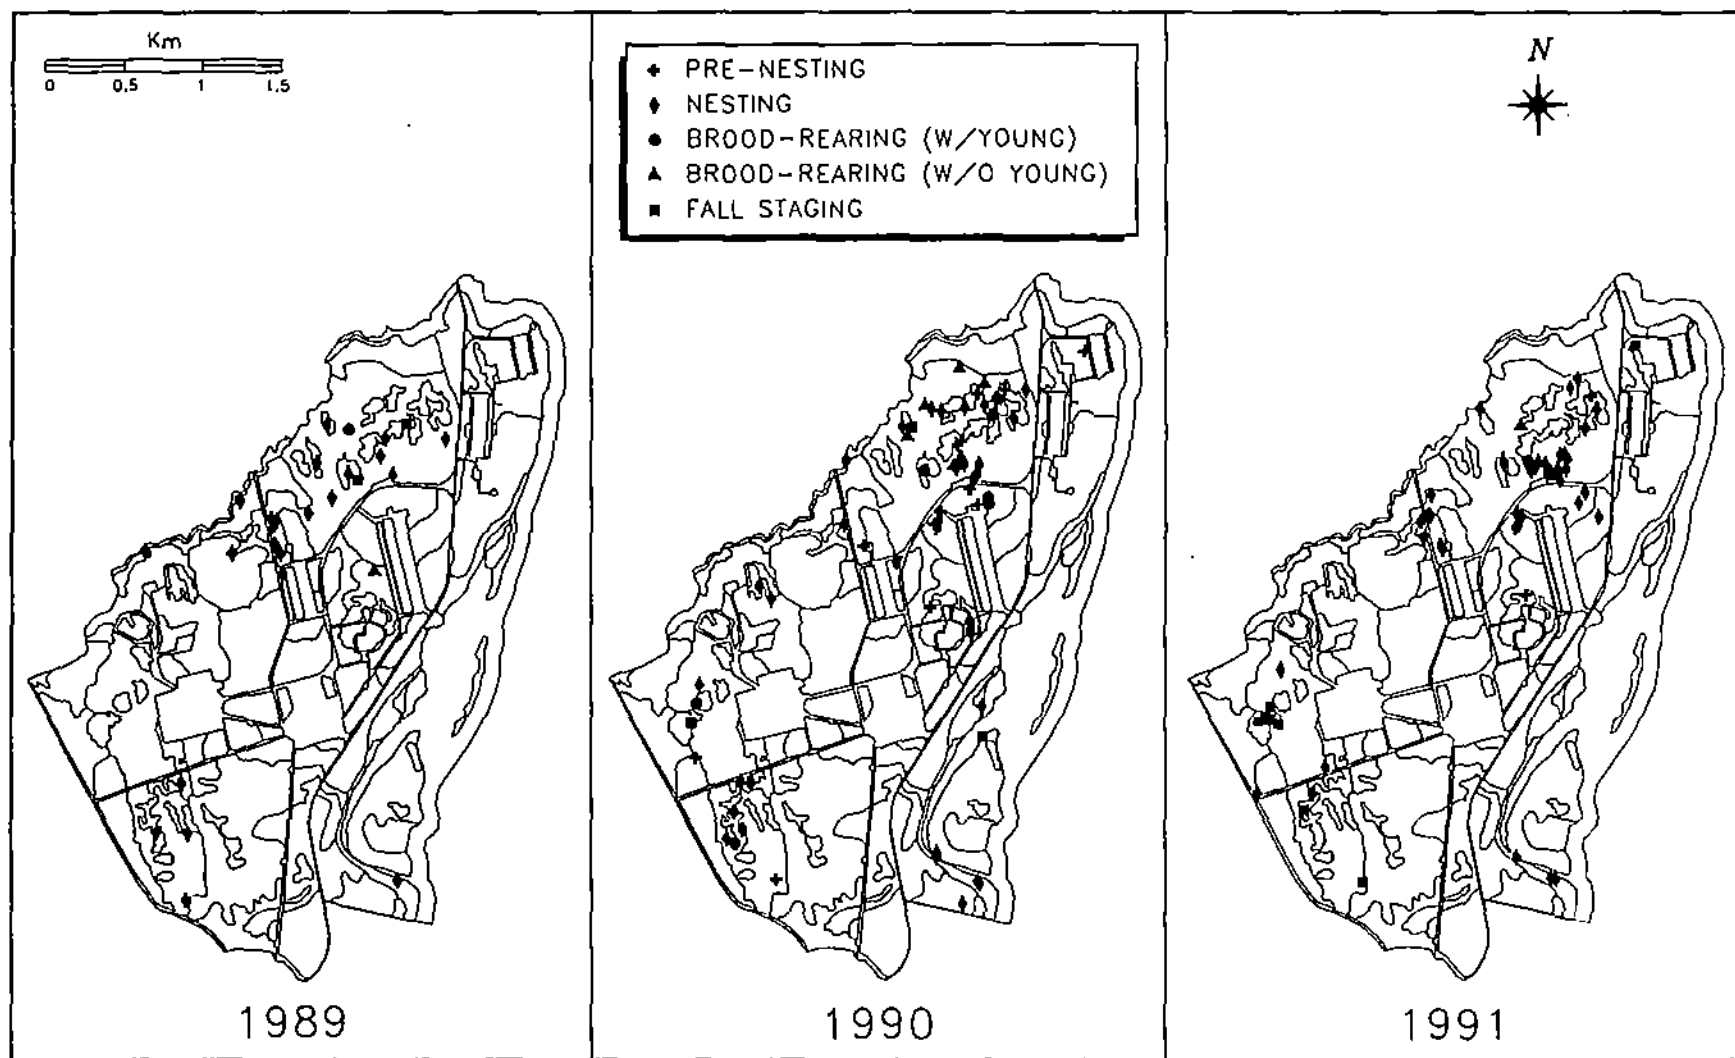 Km
0 0.5 1 1.5
PRE-NESTING
NESTING
BROOD-REARING (W/YOUNG)
BROOD-REARING (W/O YOUNG)
FALL STAGING
N
1989
1990
1991